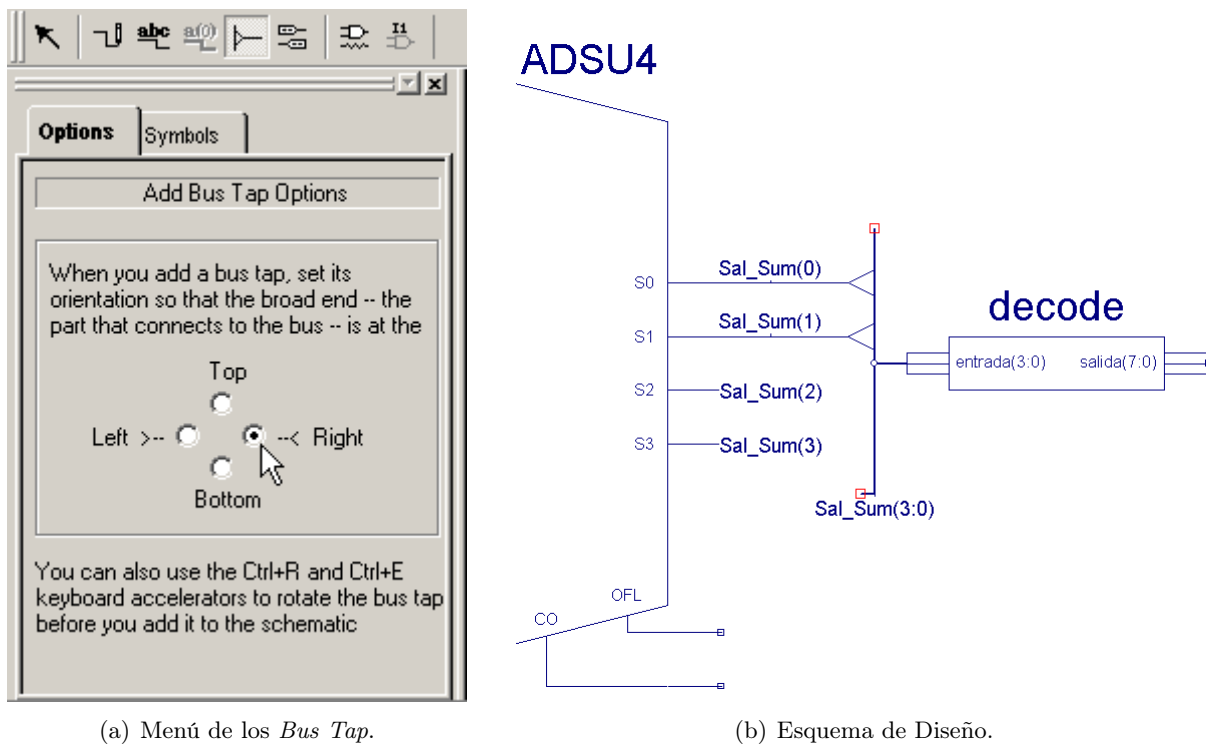 abc
a(0)
I1
Options
Symbols
Add Bus Tap Options
When you add a bus tap, set its
orientation so that the broad end -- the
part that connects to the bus -- is at the
Top
Left >-- --< Right
Bottom
You can also use the Ctrl+R and Ctrl+E
keyboard accelerators to rotate the bus tap
before you add it to the schematic
(a) Menú de los Bus Tap.
ADSU4
S0
Sal_Sum(0)
S1
Sal_Sum(1)
S2
Sal_Sum(2)
S3
Sal_Sum(3)
Sal_Sum(3:0)
decode
entrada(3:0)
salida(7:0)
OFL
CO
(b) Esquema de Diseño.